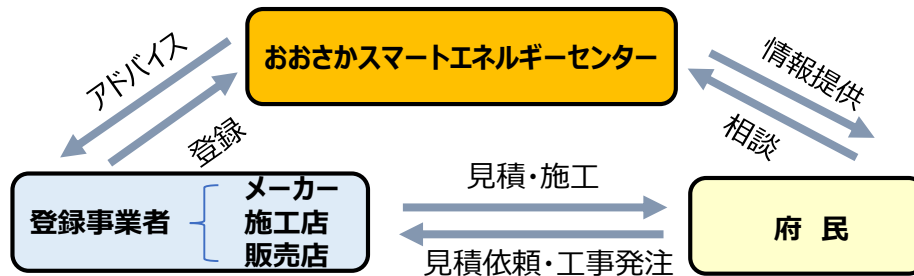 おおさかスマートエネルギーセンター
アドバイス
登録
情報提供
相談
登録事業者
メーカー
施工店
販売店
見積・施工
見積依頼・工事発注
府 民